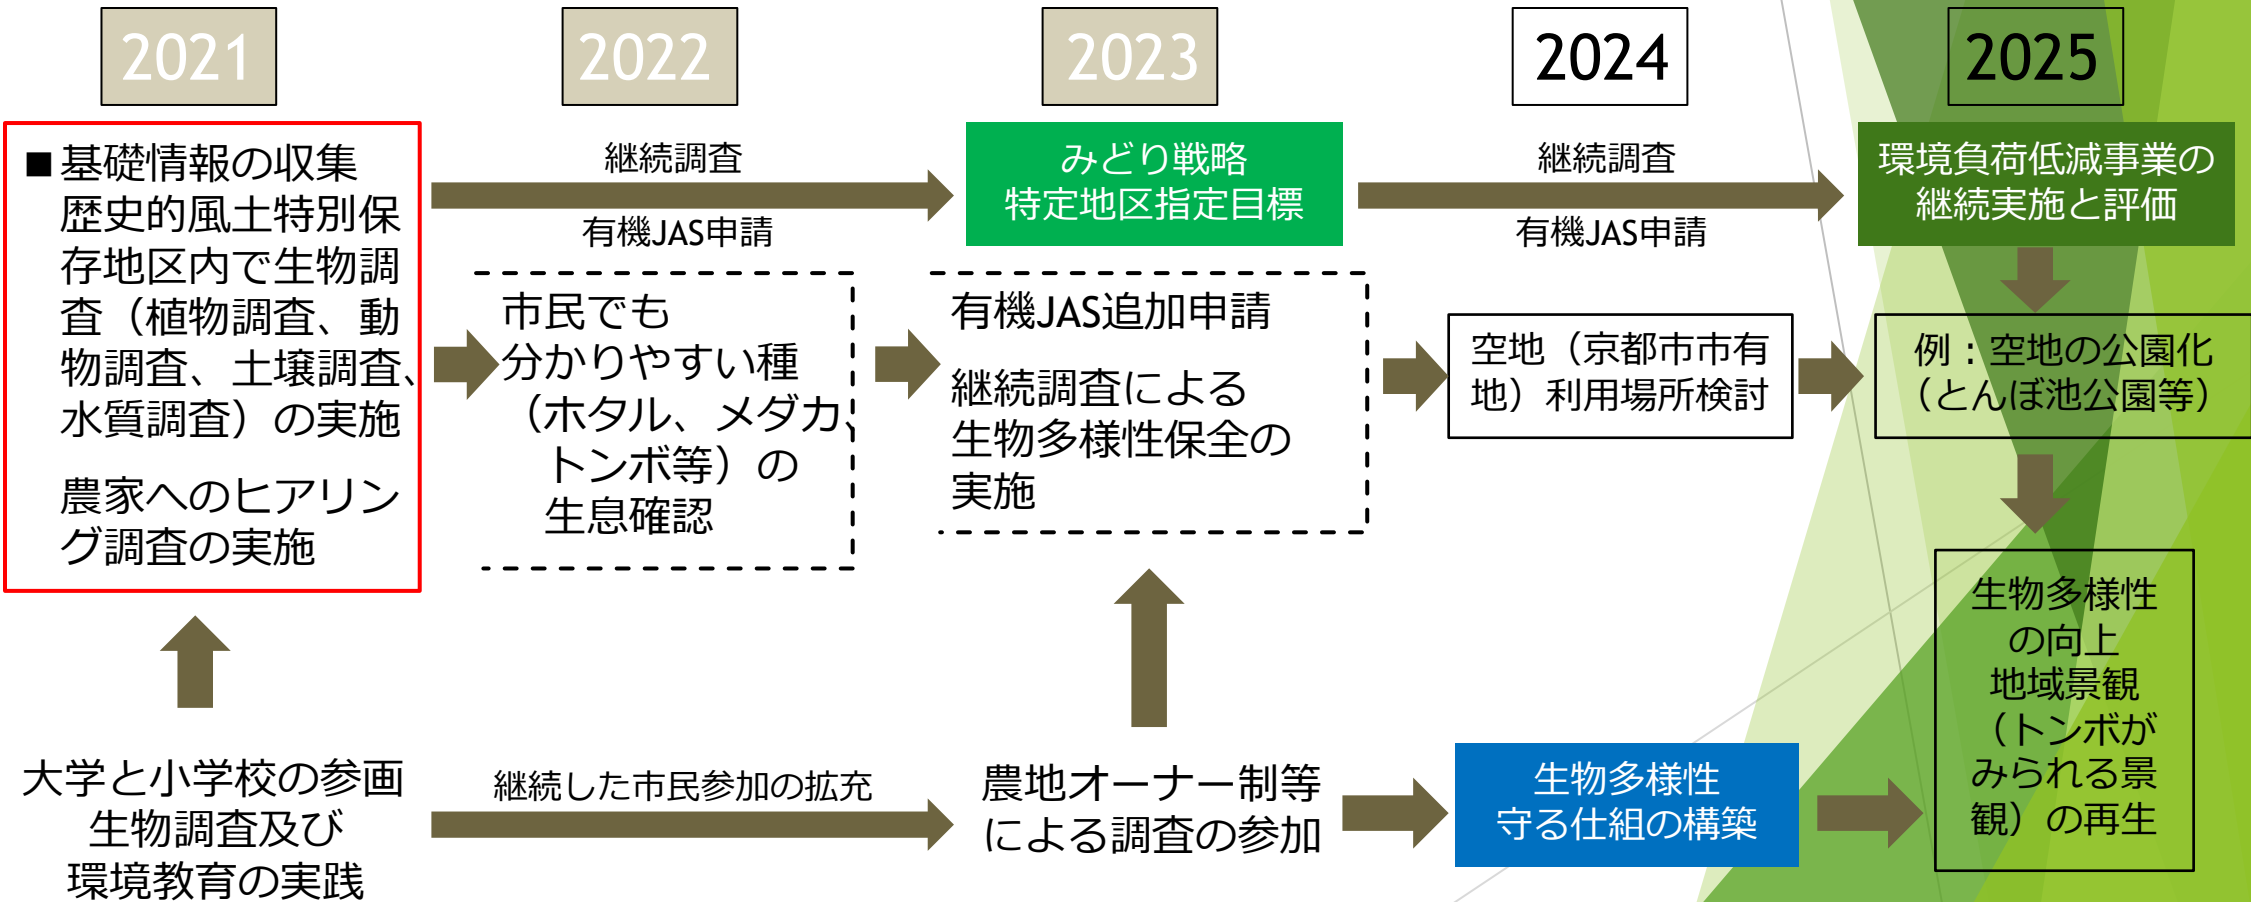 2021
2022
2023
2024
2025
■基礎情報の収集
歴史的風土特別保
存地区内で生物調
査（植物調査、動
物調査、土壌調査、
水質調査）の実施
農家へのヒアリン
グ調査の実施
継続調査
有機JAS申請
みどり戦略
特定地区指定目標
継続調査
有機JAS申請
環境負荷低減事業の
継続実施と評価
市民でも
分かりやすい種
（ホタル、メダカ、
トンボ等）の
生息確認
有機JAS追加申請
継続調査による
生物多様性保全の
実施
空地（京都市市有
地）利用場所検討
例：空地の公園化
（とんぼ池公園等）
大学と小学校の参画
生物調査及び
環境教育の実践
継続した市民参加の拡充
農地オーナー制等
による調査の参加
生物多様性
守る仕組の構築
生物多様性
の向上
地域景観
（トンボが
みられる景
観）の再生